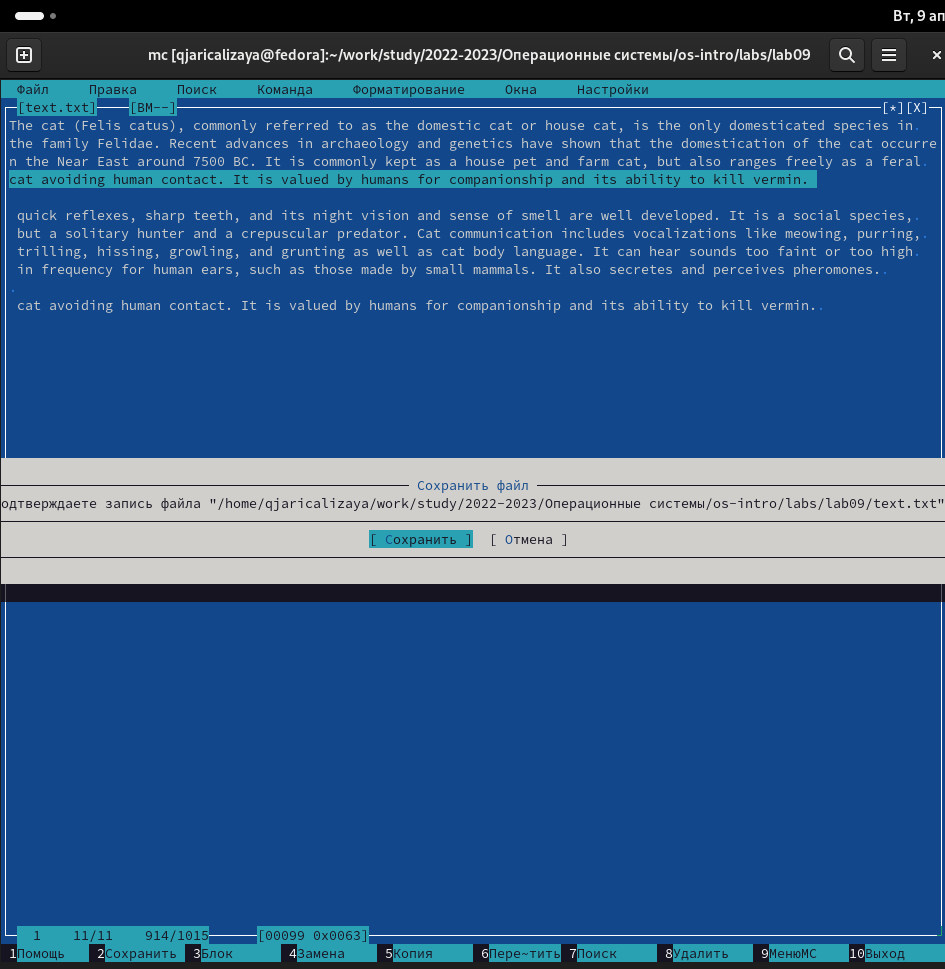 Вт, 9 ап
mc [qjaricalizaya@fedora]:~/work/study/2022-2023/Операционные системы/os-intro/labs/lab09
Файл Правка Поиск Команда Форматирование Окна Настройки
[text.txt] [BM--] [*][X]
The cat (Felis catus), commonly referred to as the domestic cat or house cat, is the only domesticated species in.
the family Felidae. Recent advances in archaeology and genetics have shown that the domestication of the cat occurre
n the Near East around 7500 BC. It is commonly kept as a house pet and farm cat, but also ranges freely as a feral.
cat avoiding human contact. It is valued by humans for companionship and its ability to kill vermin.
quick reflexes, sharp teeth, and its night vision and sense of smell are well developed. It is a social species,.
but a solitary hunter and a crepuscular predator. Cat communication includes vocalizations like meowing, purring,.
trilling, hissing, growling, and grunting as well as cat body language. It can hear sounds too faint or too high.
in frequency for human ears, such as those made by small mammals. It also secretes and perceives pheromones..
.
cat avoiding human contact. It is valued by humans for companionship and its ability to kill vermin..
Сохранить файл
одтверждаете запись файла "/home/qjaricalizaya/work/study/2022-2023/Операционные системы/os-intro/labs/lab09/text.txt"
[ Сохранить ] [ Отмена ]
1 11/11 914/1015 [00099 0x0063]
1Помощь 2Сохранить 3Блок 4Замена 5Копия 6Пере~тить 7Поиск 8Удалить 9МенюMC 10Выход